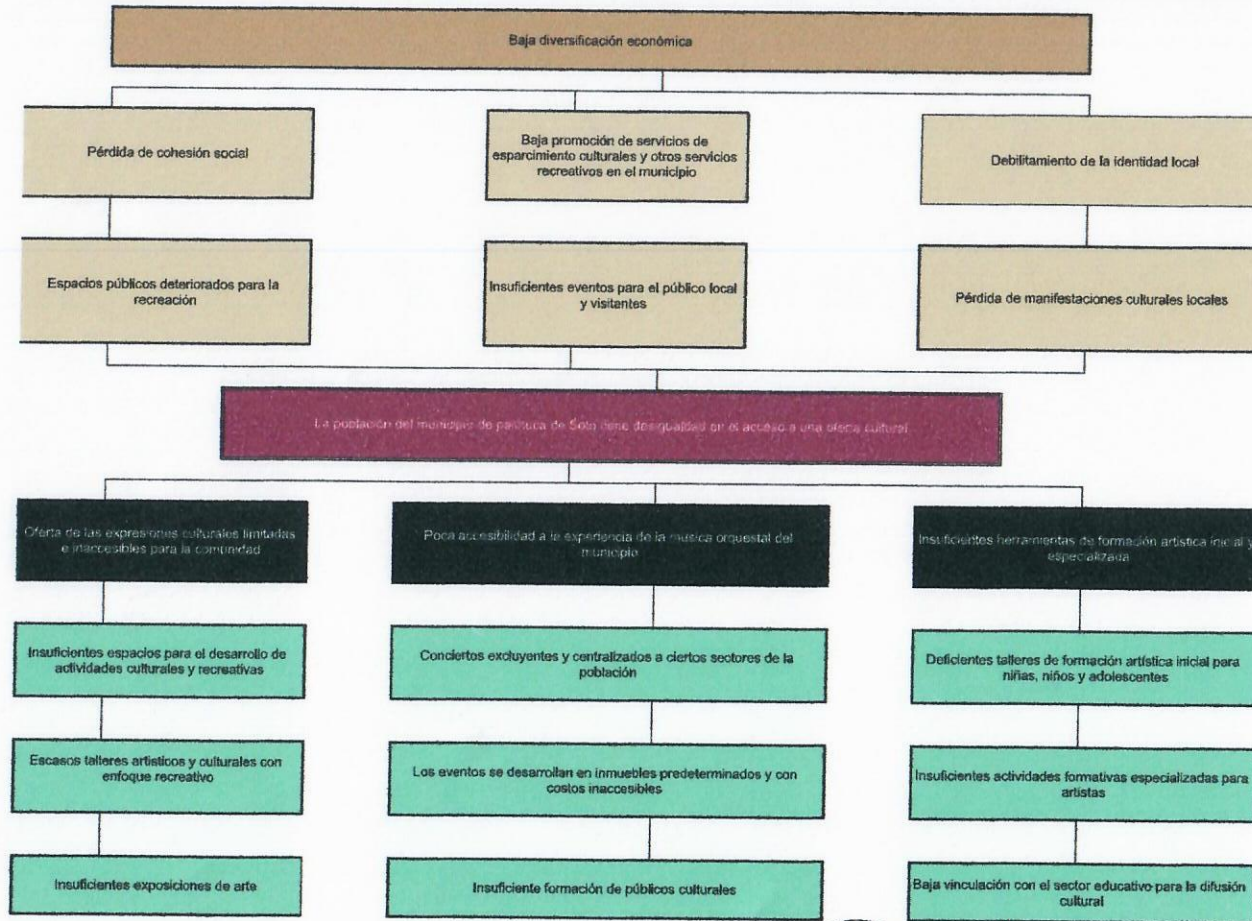 Baja diversificación económica
Pérdida de cohesión social
Baja promoción de servicios de
esparcimiento culturales y otros servicios
recreativos en el municipio
Debilitamiento de la identidad local
Espacios públicos deteriorados para la
recreación
Insuficientes eventos para el público local
y visitantes
Pérdida de manifestaciones culturales locales
La población del municipio de pachuca de Soto tiene desigualdad en el acceso a una oferta cultural
Oferta de las expresiones culturales limitadas
e inaccesibles para la comunidad
Poca accesibilidad a la experiencia de la música orquestal del
municipio
Insuficientes herramientas de formación artística inicial y
especializada
Insuficientes espacios para el desarrollo de
actividades culturales y recreativas
Conciertos excluyentes y centralizados a ciertos sectores de la
población
Deficientes talleres de formación artística inicial para
niñas, niños y adolescentes
Escasos talleres artísticos y culturales con
enfoque recreativo
Los eventos se desarrollan en inmuebles predeterminados y con
costos inaccesibles
Insuficientes actividades formativas especializadas para
artistas
Insuficientes exposiciones de arte
Insuficiente formación de públicos culturales
Baja vinculación con el sector educativo para la difusión
cultural